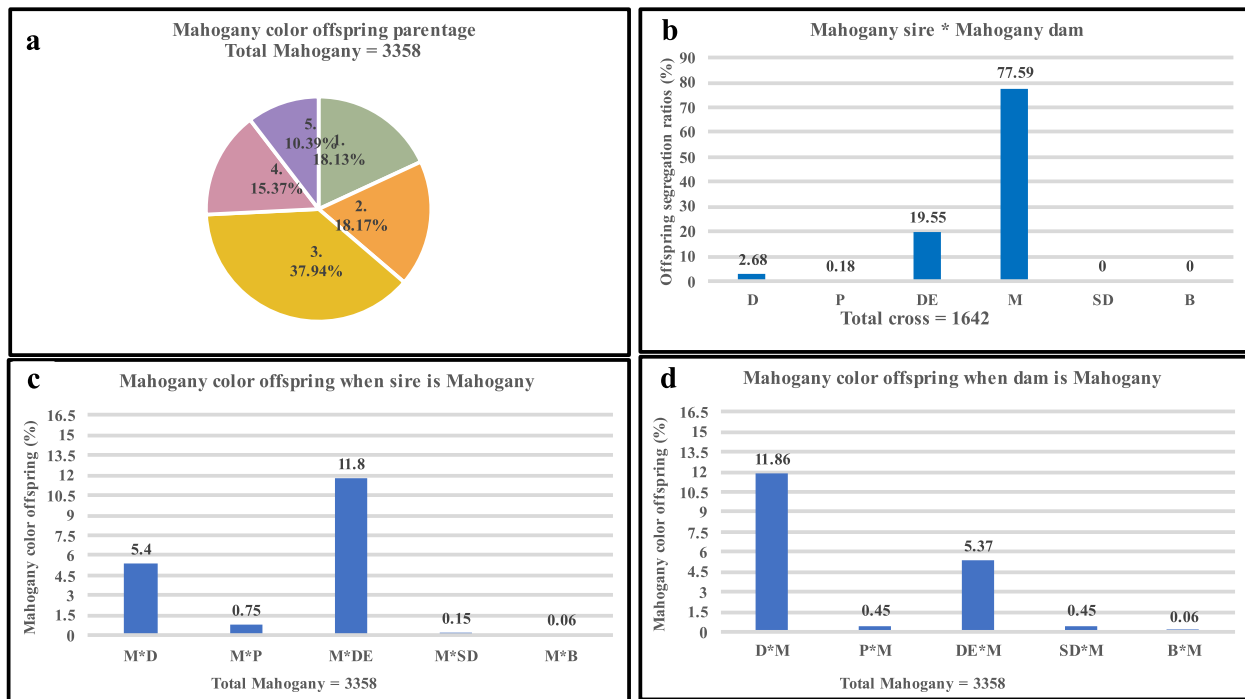 a
Mahogany color offspring parentage
Total Mahogany = 3358
5.
10.39%
1.
18.13%
4.
15.37%
2.
18.17%
3.
37.94%
b
Mahogany sire * Mahogany dam
Offspring segregation ratios (%)
90
80
70
60
50
40
30
20
10
0
2.68
0.18
19.55
77.59
0
0
D
P
DE
M
SD
B
Total cross = 1642
c
Mahogany color offspring when sire is Mahogany
Mahogany color offspring (%)
16.5
15
13.5
12
10.5
9
7.5
6
4.5
3
1.5
0
5.4
0.75
11.8
0.15
0.06
M*D
M*P
M*DE
M*SD
M*B
Total Mahogany = 3358
d
Mahogany color offspring when dam is Mahogany
Mahogany color offspring (%)
16.5
15
13.5
12
10.5
9
7.5
6
4.5
3
1.5
0
11.86
0.45
5.37
0.45
0.06
D*M
P*M
DE*M
SD*M
B*M
Total Mahogany = 3358